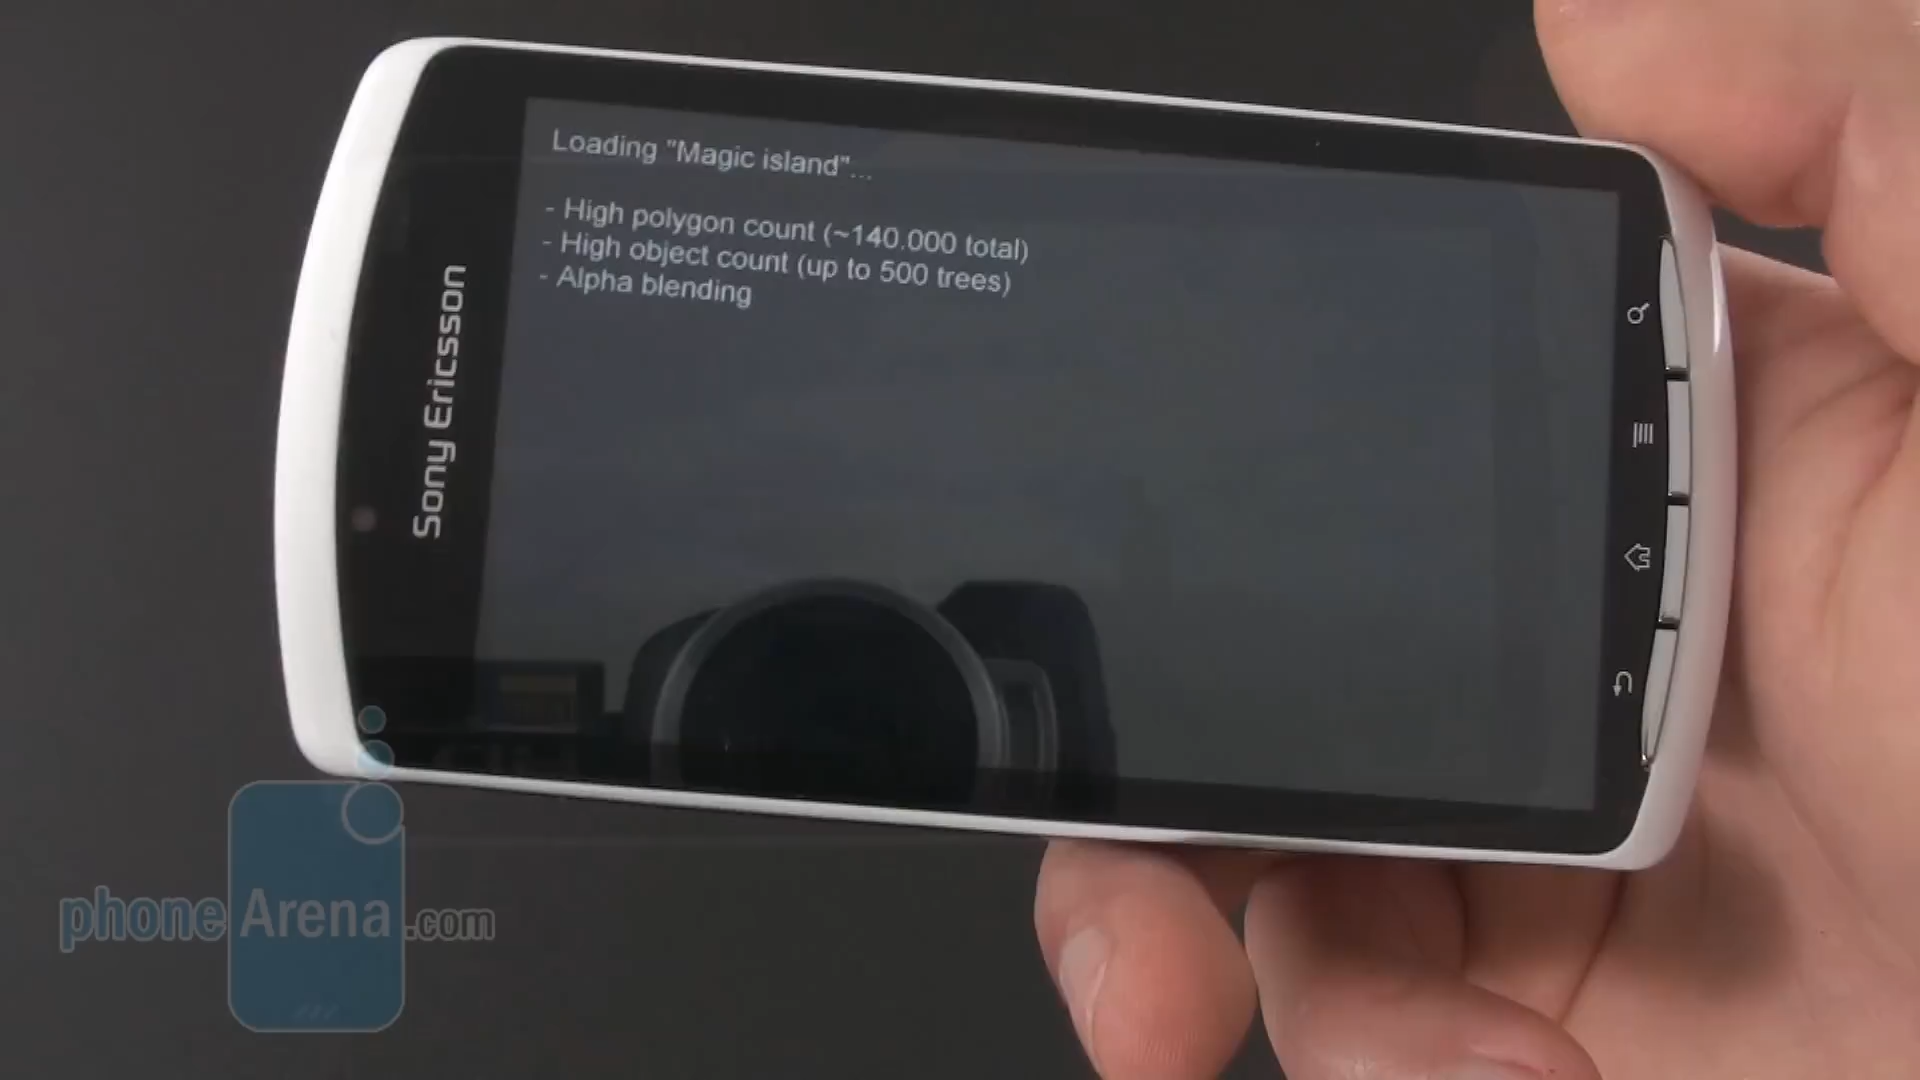 Loading "Magic island"...
- High polygon count (~140.000 total)
- High object count (up to 500 trees)
- Alpha blending
Sony Ericsson
phoneArena.com